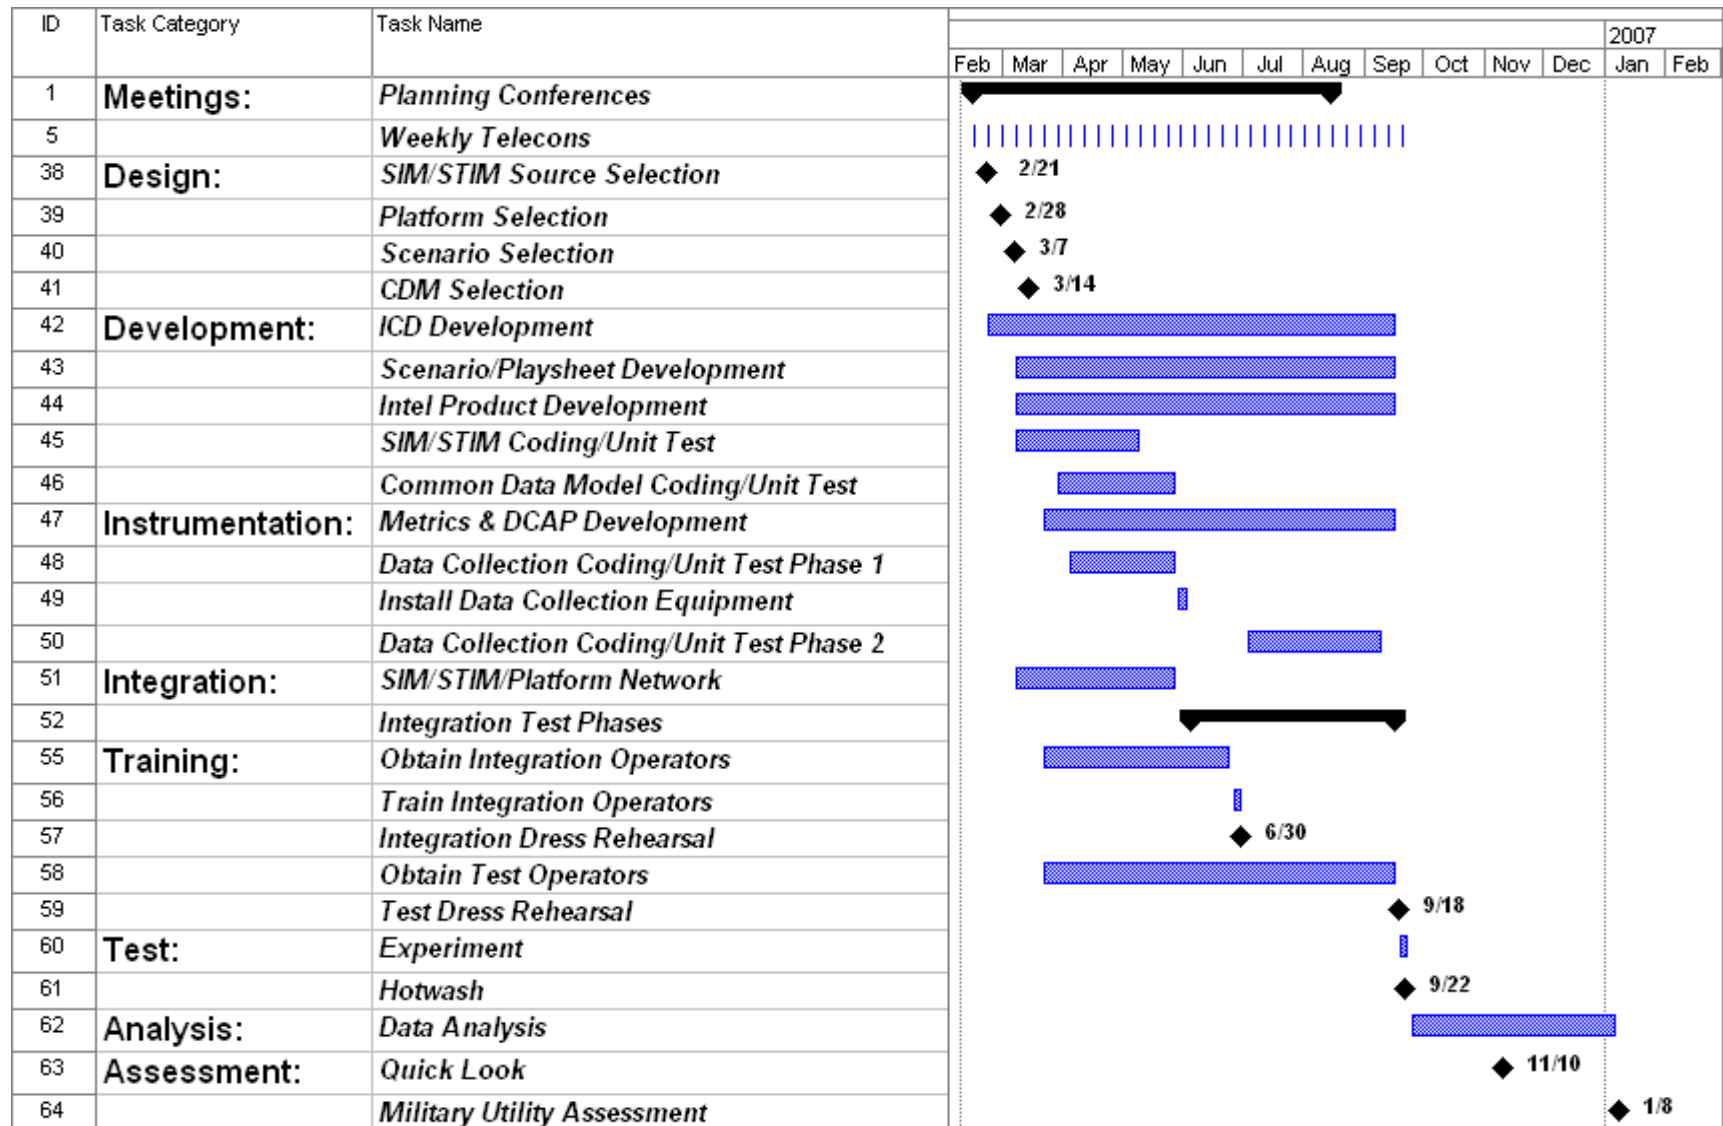 ID Task Category Task Name
2007
Feb Mar Apr May Jun Jul Aug Sep Oct Nov Dec Jan Feb
1 Meetings: Planning Conferences
5 Weekly Telecons
38 Design: SIM/STIM Source Selection 2/21
39 Platform Selection 2/28
40 Scenario Selection 3/7
41 CDM Selection 3/14
42 Development: ICD Development
43 Scenario/Playsheet Development
44 Intel Product Development
45 SIM/STIM Coding/Unit Test
46 Common Data Model Coding/Unit Test
47 Instrumentation: Metrics & DCAP Development
48 Data Collection Coding/Unit Test Phase 1
49 Install Data Collection Equipment
50 Data Collection Coding/Unit Test Phase 2
51 Integration: SIM/STIM/Platform Network
52 Integration Test Phases
55 Training: Obtain Integration Operators
56 Train Integration Operators
57 Integration Dress Rehearsal 6/30
58 Obtain Test Operators
59 Test Dress Rehearsal 9/18
60 Test: Experiment
61 Hotwash 9/22
62 Analysis: Data Analysis
63 Assessment: Quick Look 11/10
64 Military Utility Assessment 1/8